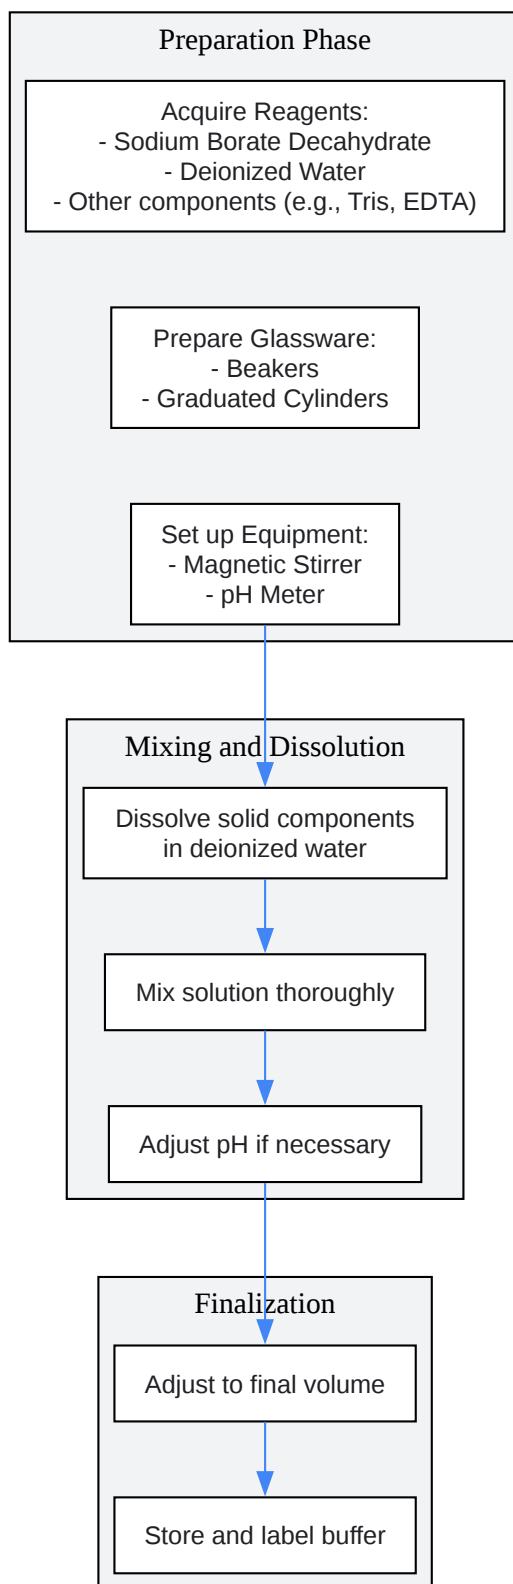 Preparation Phase
Acquire Reagents:
- Sodium Borate Decahydrate
- Deionized Water
- Other components (e.g., Tris, EDTA)
Prepare Glassware:
- Beakers
- Graduated Cylinders
Set up Equipment:
- Magnetic Stirrer
- pH Meter
Mixing and Dissolution
Dissolve solid components
in deionized water
Mix solution thoroughly
Adjust pH if necessary
Finalization
Adjust to final volume
Store and label buffer